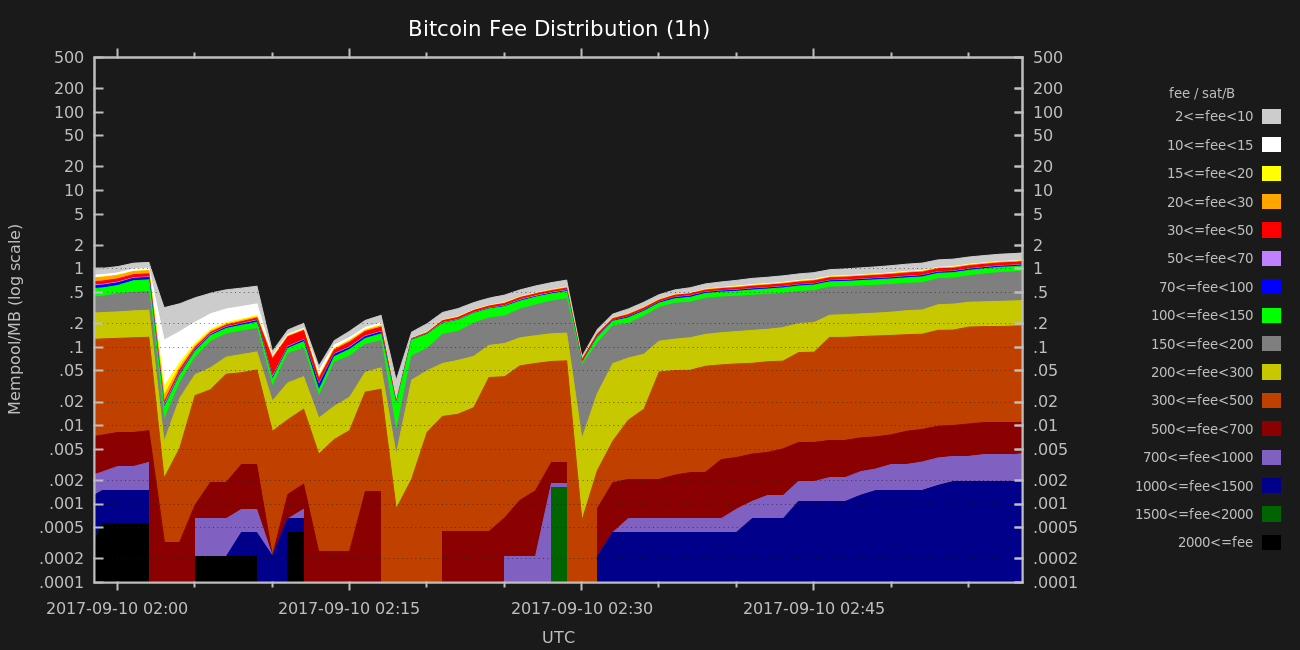 Bitcoin Fee Distribution (1h)
Mempool/MB (log scale)
500
200
100
50
20
10
5
2
1
.5
.2
.1
.05
.02
.01
.005
.002
.001
.0005
.0002
.0001
500
200
100
50
20
10
5
2
1
.5
.2
.1
.05
.02
.01
.005
.002
.001
.0005
.0002
.0001
2017-09-10 02:00
2017-09-10 02:15
2017-09-10 02:30
2017-09-10 02:45
UTC
fee / sat/B
2<=fee<10
10<=fee<15
15<=fee<20
20<=fee<30
30<=fee<50
50<=fee<70
70<=fee<100
100<=fee<150
150<=fee<200
200<=fee<300
300<=fee<500
500<=fee<700
700<=fee<1000
1000<=fee<1500
1500<=fee<2000
2000<=fee